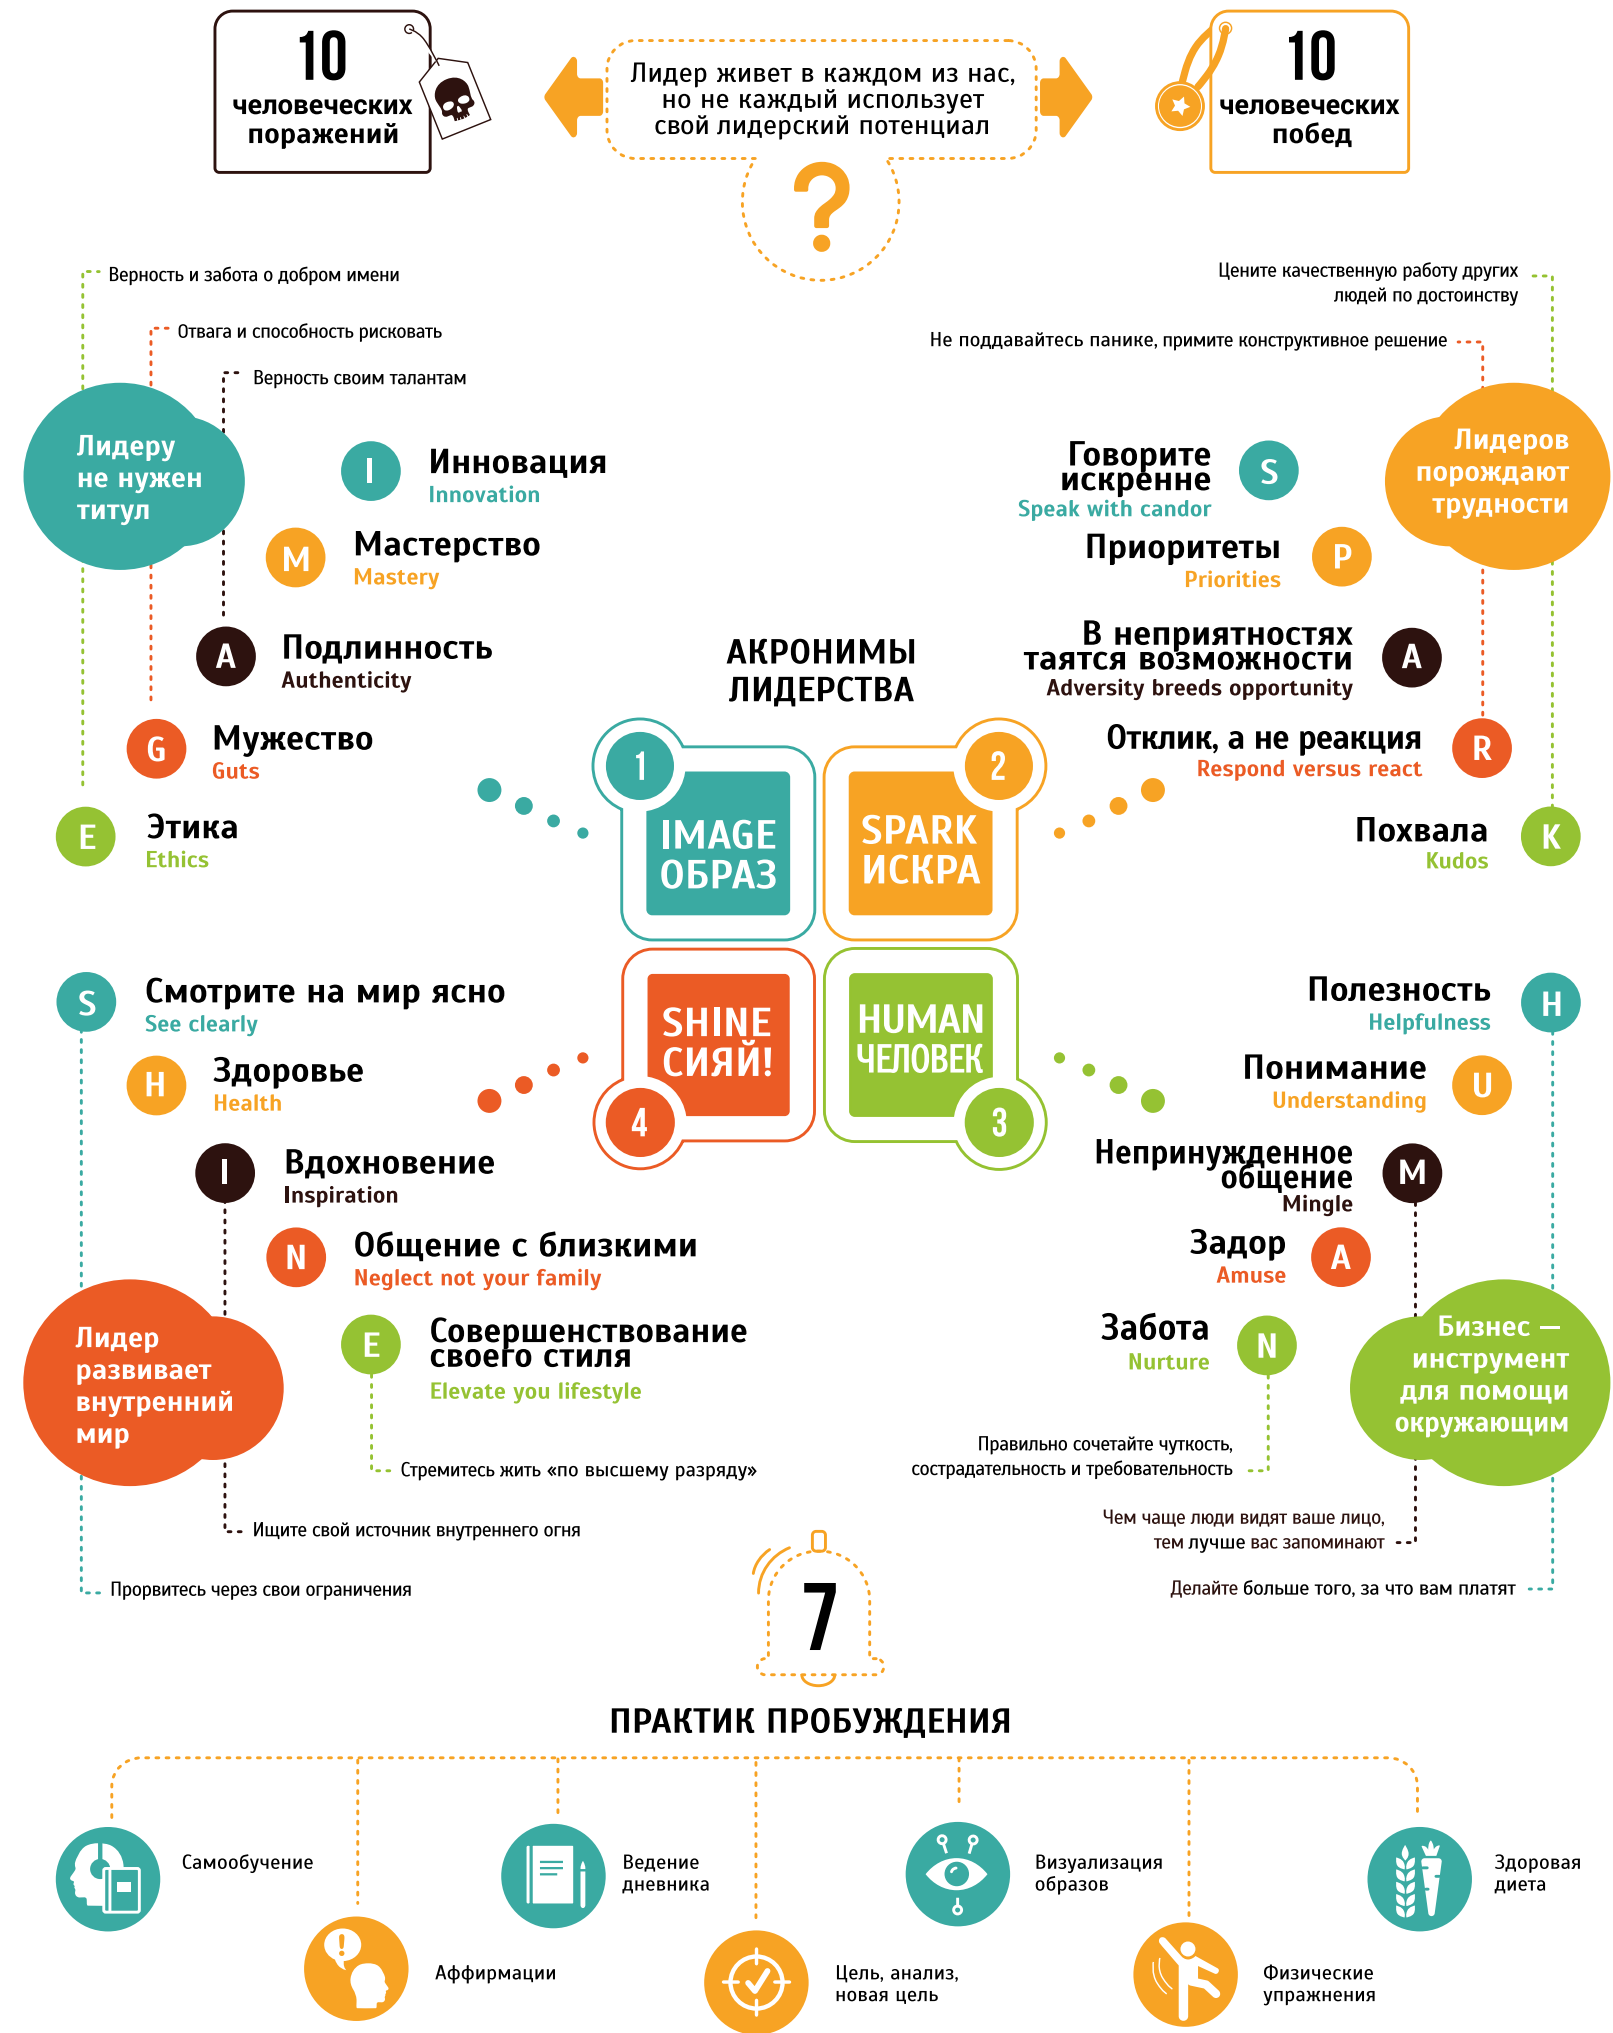 10
человеческих
поражений
Лидер живет в каждом из нас,
но не каждый использует
свой лидерский потенциал
?
10
человеческих
побед
Верность и забота о добром имени
Отвага и способность рисковать
Верность своим талантам
Лидеру
не нужен
титул
I
Инновация
Innovation
M
Мастерство
Mastery
A
Подлинность
Authenticity
G
Мужество
Guts
E
Этика
Ethics
Цените качественную работу других
людей по достоинству
Не поддавайтесь панике, примите конструктивное решение
Лидеров
порождают
трудности
Говорите
искренне
Speak with candor
S
Приоритеты
Priorities
P
В неприятностях
таятся возможности
Adversity breeds opportunity
A
Отклик, а не реакция
Respond versus react
R
Похвала
Kudos
K
АКРОНИМЫ
ЛИДЕРСТВА
1
IMAGE
ОБРАЗ
2
SPARK
ИСКРА
SHINE
СИЯЙ!
4
HUMAN
ЧЕЛОВЕК
3
S
Смотрите на мир ясно
See clearly
H
Здоровье
Health
I
Вдохновение
Inspiration
N
Общение с близкими
Neglect not your family
E
Совершенствование
своего стиля
Elevate you lifestyle
Лидер
развивает
внутренний
мир
Стремитесь жить «по высшему разряду»
Ищите свой источник внутреннего огня
Прорвитесь через свои ограничения
Полезность
Helpfulness
H
Понимание
Understanding
U
Непринужденное
общение
Mingle
M
Задор
Amuse
A
Забота
Nurture
N
Бизнес —
инструмент
для помощи
окружающим
Правильно сочетайте чуткость,
сострадательность и требовательность
Чем чаще люди видят ваше лицо,
тем лучше вас запоминают
Делайте больше того, за что вам платят
7
ПРАКТИК ПРОБУЖДЕНИЯ
Самообучение
!
Аффирмации
Ведение
дневника
Цель, анализ,
новая цель
Визуализация
образов
Физические
упражнения
Здоровая
диета